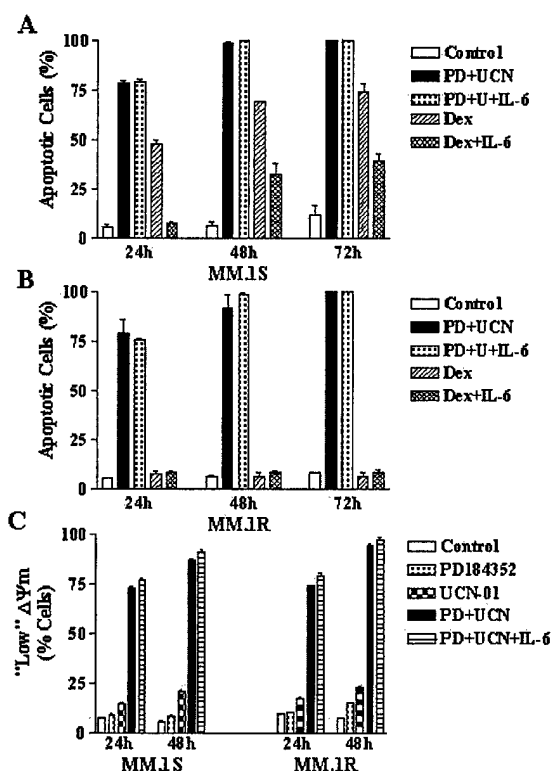 A
Apoptotic Cells (%)
100
75
50
25
0
24h 48h 72h
MM.1S
Control
PD+UCN
PD+U+IL-6
Dex
Dex+IL-6
B
Apoptotic Cells (%)
100
75
50
25
0
24h 48h 72h
MM.1R
Control
PD+UCN
PD+U+IL-6
Dex
Dex+IL-6
C
"Low" ΔΨm
(% Cells)
100
75
50
25
0
24h 48h 24h 48h
MM.1S MM.1R
Control
PD184352
UCN-01
PD+UCN
PD+UCN+IL-6